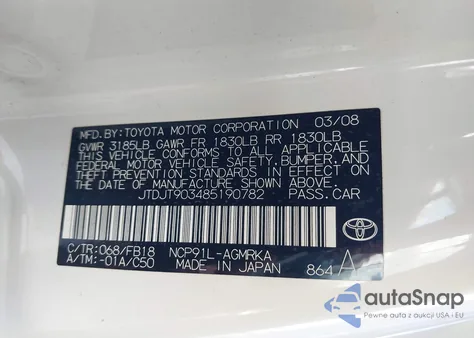 MFD.BY: TOYOTA MOTOR CORPORATION 03/08
GVWR 3185LB GAWR FR 1830LB RR 1830LB
THIS VEHICLE CONFORMS TO ALL APPLICABLE
FEDERAL MOTOR VEHICLE SAFETY, BUMPER, AND
THEFT PREVENTION STANDARDS IN EFFECT ON
THE DATE OF MANUFACTURE SHOWN ABOVE.
JTDJT903485190782 PASS.CAR
C/TR: 068/FB18 NCP91L-AGMRKA
A/TM: -01A/C50 MADE IN JAPAN 864 A
TOYOTA
autoSnap
Pewne auta z aukcji USA i EU